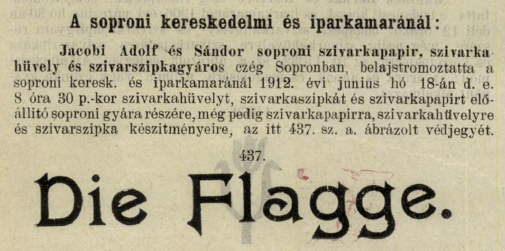 A soproni kereskedelmi és iparkamaránál:
Jacobi Adolf és Sándor soproni szivarkapapir, szivarka
hüvely és szivarszipkagyáros czég Sopronban, belajstromoztatta a
soproni keresk. és iparkamaránál 1912. évi junius hó 18-án d. e.
8 óra 30 p.-kor szivarkahüvelyt, szivarkaszipkát és szivarkapapirt elő-
állitó soproni gyára részére, még pedig szivarkapapirra, szivarkahüvelyre
és szivarszipka készitményeire, az itt 437. sz. a. ábrázolt védjegyét.
437.
Die Flagge.